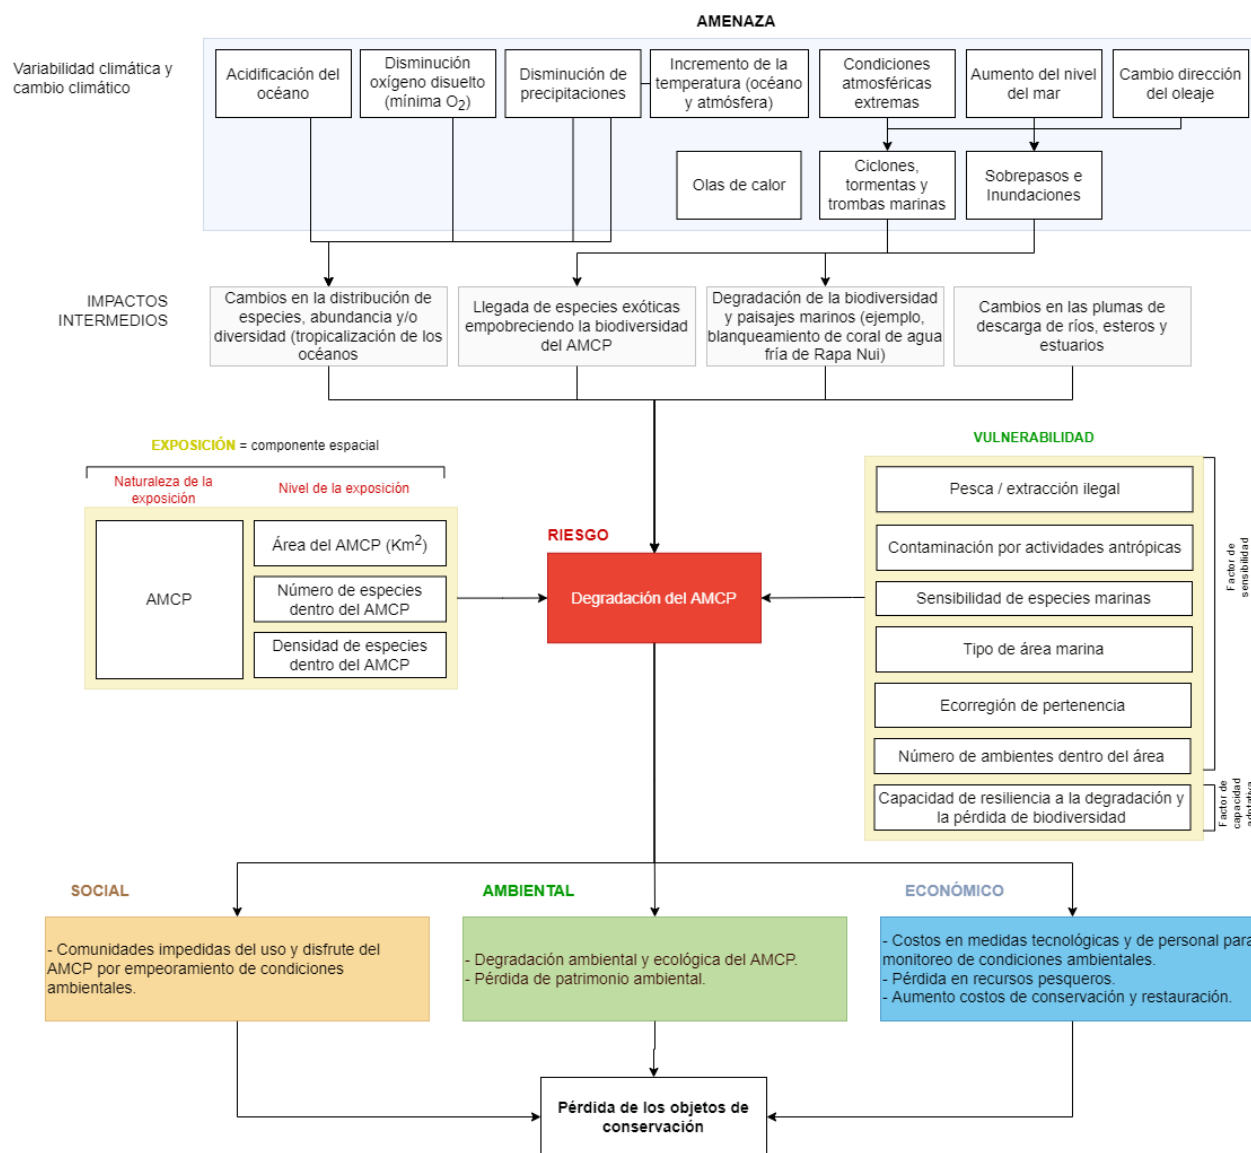 AMENAZA
Variabilidad climática y
cambio climático
Acidificación del
océano
Disminución
oxígeno disuelto
(mínima O2)
Disminución de
precipitaciones
Incremento de la
temperatura (océano
y atmósfera)
Condiciones
atmosféricas
extremas
Aumento del nivel
del mar
Cambio dirección
del oleaje
Olas de calor
Ciclones,
tormentas y
trombas marinas
Sobrepasos e
Inundaciones
IMPACTOS
INTERMEDIOS
Cambios en la distribución de
especies, abundancia y/o
diversidad (tropicalización de los
océanos
Llegada de especies exóticas
empobreciendo la biodiversidad
del AMCP
Degradación de la biodiversidad
y paisajes marinos (ejemplo,
blanqueamiento de coral de agua
fría de Rapa Nui)
Cambios en las plumas de
descarga de ríos, esteros y
estuarios
EXPOSICIÓN = componente espacial
Naturaleza de la
exposición
Nivel de la exposición
AMCP
Área del AMCP (Km2)
Número de especies
dentro del AMCP
Densidad de especies
dentro del AMCP
RIESGO
Degradación del AMCP
VULNERABILIDAD
Pesca / extracción ilegal
Contaminación por actividades antrópicas
Sensibilidad de especies marinas
Tipo de área marina
Ecorregión de pertenencia
Número de ambientes dentro del área
Capacidad de resiliencia a la degradación y
la pérdida de biodiversidad
Factor de
sensibilidad
Factor de
capacidad
adptativa
SOCIAL
- Comunidades impedidas del uso y disfrute del
AMCP por empeoramiento de condiciones
ambientales.
AMBIENTAL
- Degradación ambiental y ecológica del AMCP.
- Pérdida de patrimonio ambiental.
ECONÓMICO
- Costos en medidas tecnológicas y de personal para
monitoreo de condiciones ambientales.
- Pérdida en recursos pesqueros.
- Aumento costos de conservación y restauración.
Pérdida de los objetos de
conservación